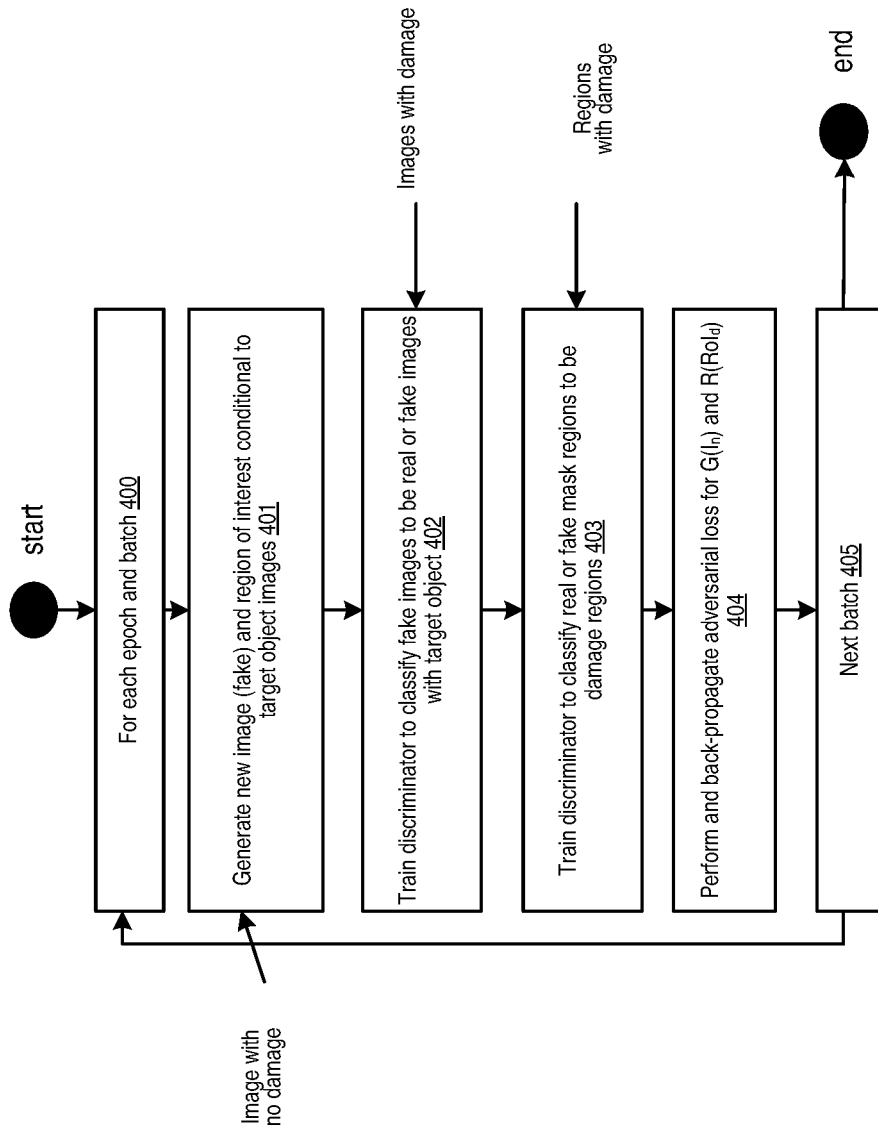 start
For each epoch and batch 400
Image with
no damage
Generate new image (fake) and region of interest conditional to
target object images 401
Images with damage
Train discriminator to classify fake images to be real or fake images
with target object 402
Regions
with damage
Train discriminator to classify real or fake mask regions to be
damage regions 403
Perform and back-propagate adversarial loss for G(Iₙ) and R(RoI_d)
404
Next batch 405
end